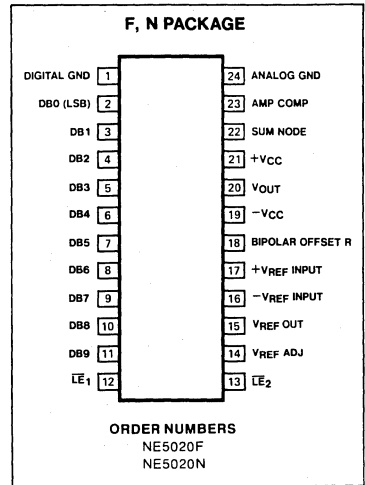 F, N PACKAGE
DIGITAL GND 1
DB0 (LSB) 2
DB1 3
DB2 4
DB3 5
DB4 6
DB5 7
DB6 8
DB7 9
DB8 10
DB9 11
LE1 12
24 ANALOG GND
23 AMP COMP
22 SUM NODE
21 +VCC
20 VOUT
19 -VCC
18 BIPOLAR OFFSET R
17 +VREF INPUT
16 -VREF INPUT
15 VREF OUT
14 VREF ADJ
13 LE2
ORDER NUMBERS
NE5020F
NE5020N